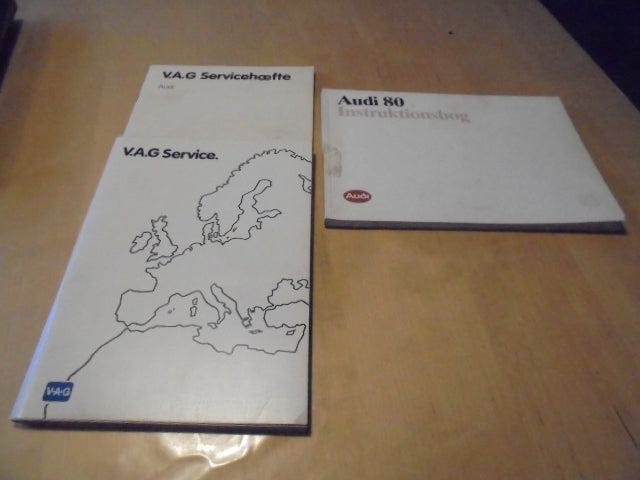 V.A.G Servicehæfte
Audi
V.A.G Service.
V·A·G
Audi 80
Instruktionsbog
Audi